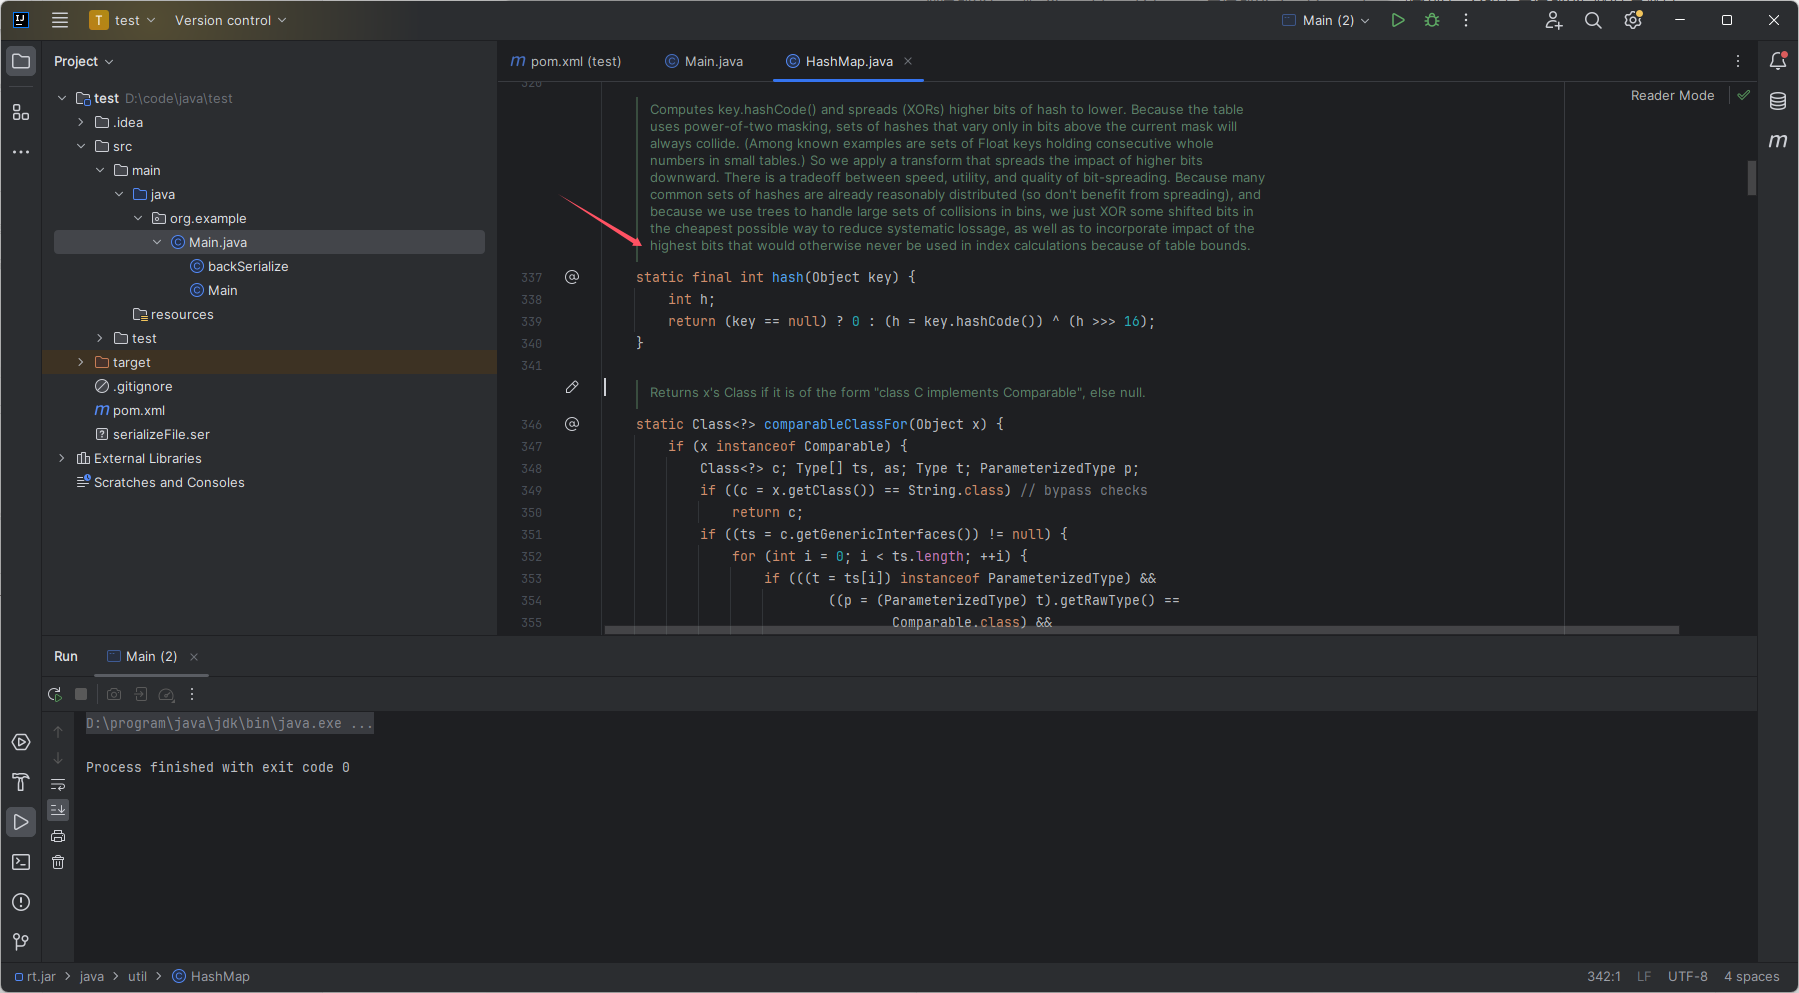 T test Version control Main (2)
Project
pom.xml (test) Main.java HashMap.java
test D:\code\java\test
.idea
src
main
java
org.example
Main.java
backSerialize
Main
resources
test
target
.gitignore
pom.xml
serializeFile.ser
External Libraries
Scratches and Consoles
Reader Mode
Computes key.hashCode() and spreads (XORs) higher bits of hash to lower. Because the table
uses power-of-two masking, sets of hashes that vary only in bits above the current mask will
always collide. (Among known examples are sets of Float keys holding consecutive whole
numbers in small tables.) So we apply a transform that spreads the impact of higher bits
downward. There is a tradeoff between speed, utility, and quality of bit-spreading. Because many
common sets of hashes are already reasonably distributed (so don't benefit from spreading), and
because we use trees to handle large sets of collisions in bins, we just XOR some shifted bits in
the cheapest possible way to reduce systematic lossage, as well as to incorporate impact of the
highest bits that would otherwise never be used in index calculations because of table bounds.
337 @ static final int hash(Object key) {
338 int h;
339 return (key == null) ? 0 : (h = key.hashCode()) ^ (h >>> 16);
340 }
341
Returns x's Class if it is of the form "class C implements Comparable", else null.
346 @ static Class<?> comparableClassFor(Object x) {
347 if (x instanceof Comparable) {
348 Class<?> c; Type[] ts, as; Type t; ParameterizedType p;
349 if ((c = x.getClass()) == String.class) // bypass checks
350 return c;
351 if ((ts = c.getGenericInterfaces()) != null) {
352 for (int i = 0; i < ts.length; ++i) {
353 if (((t = ts[i]) instanceof ParameterizedType) &&
354 ((p = (ParameterizedType) t).getRawType() ==
355 Comparable.class) &&
Run Main (2)
D:\program\java\jdk\bin\java.exe ...
Process finished with exit code 0
rt.jar > java > util > HashMap
342:1 LF UTF-8 4 spaces